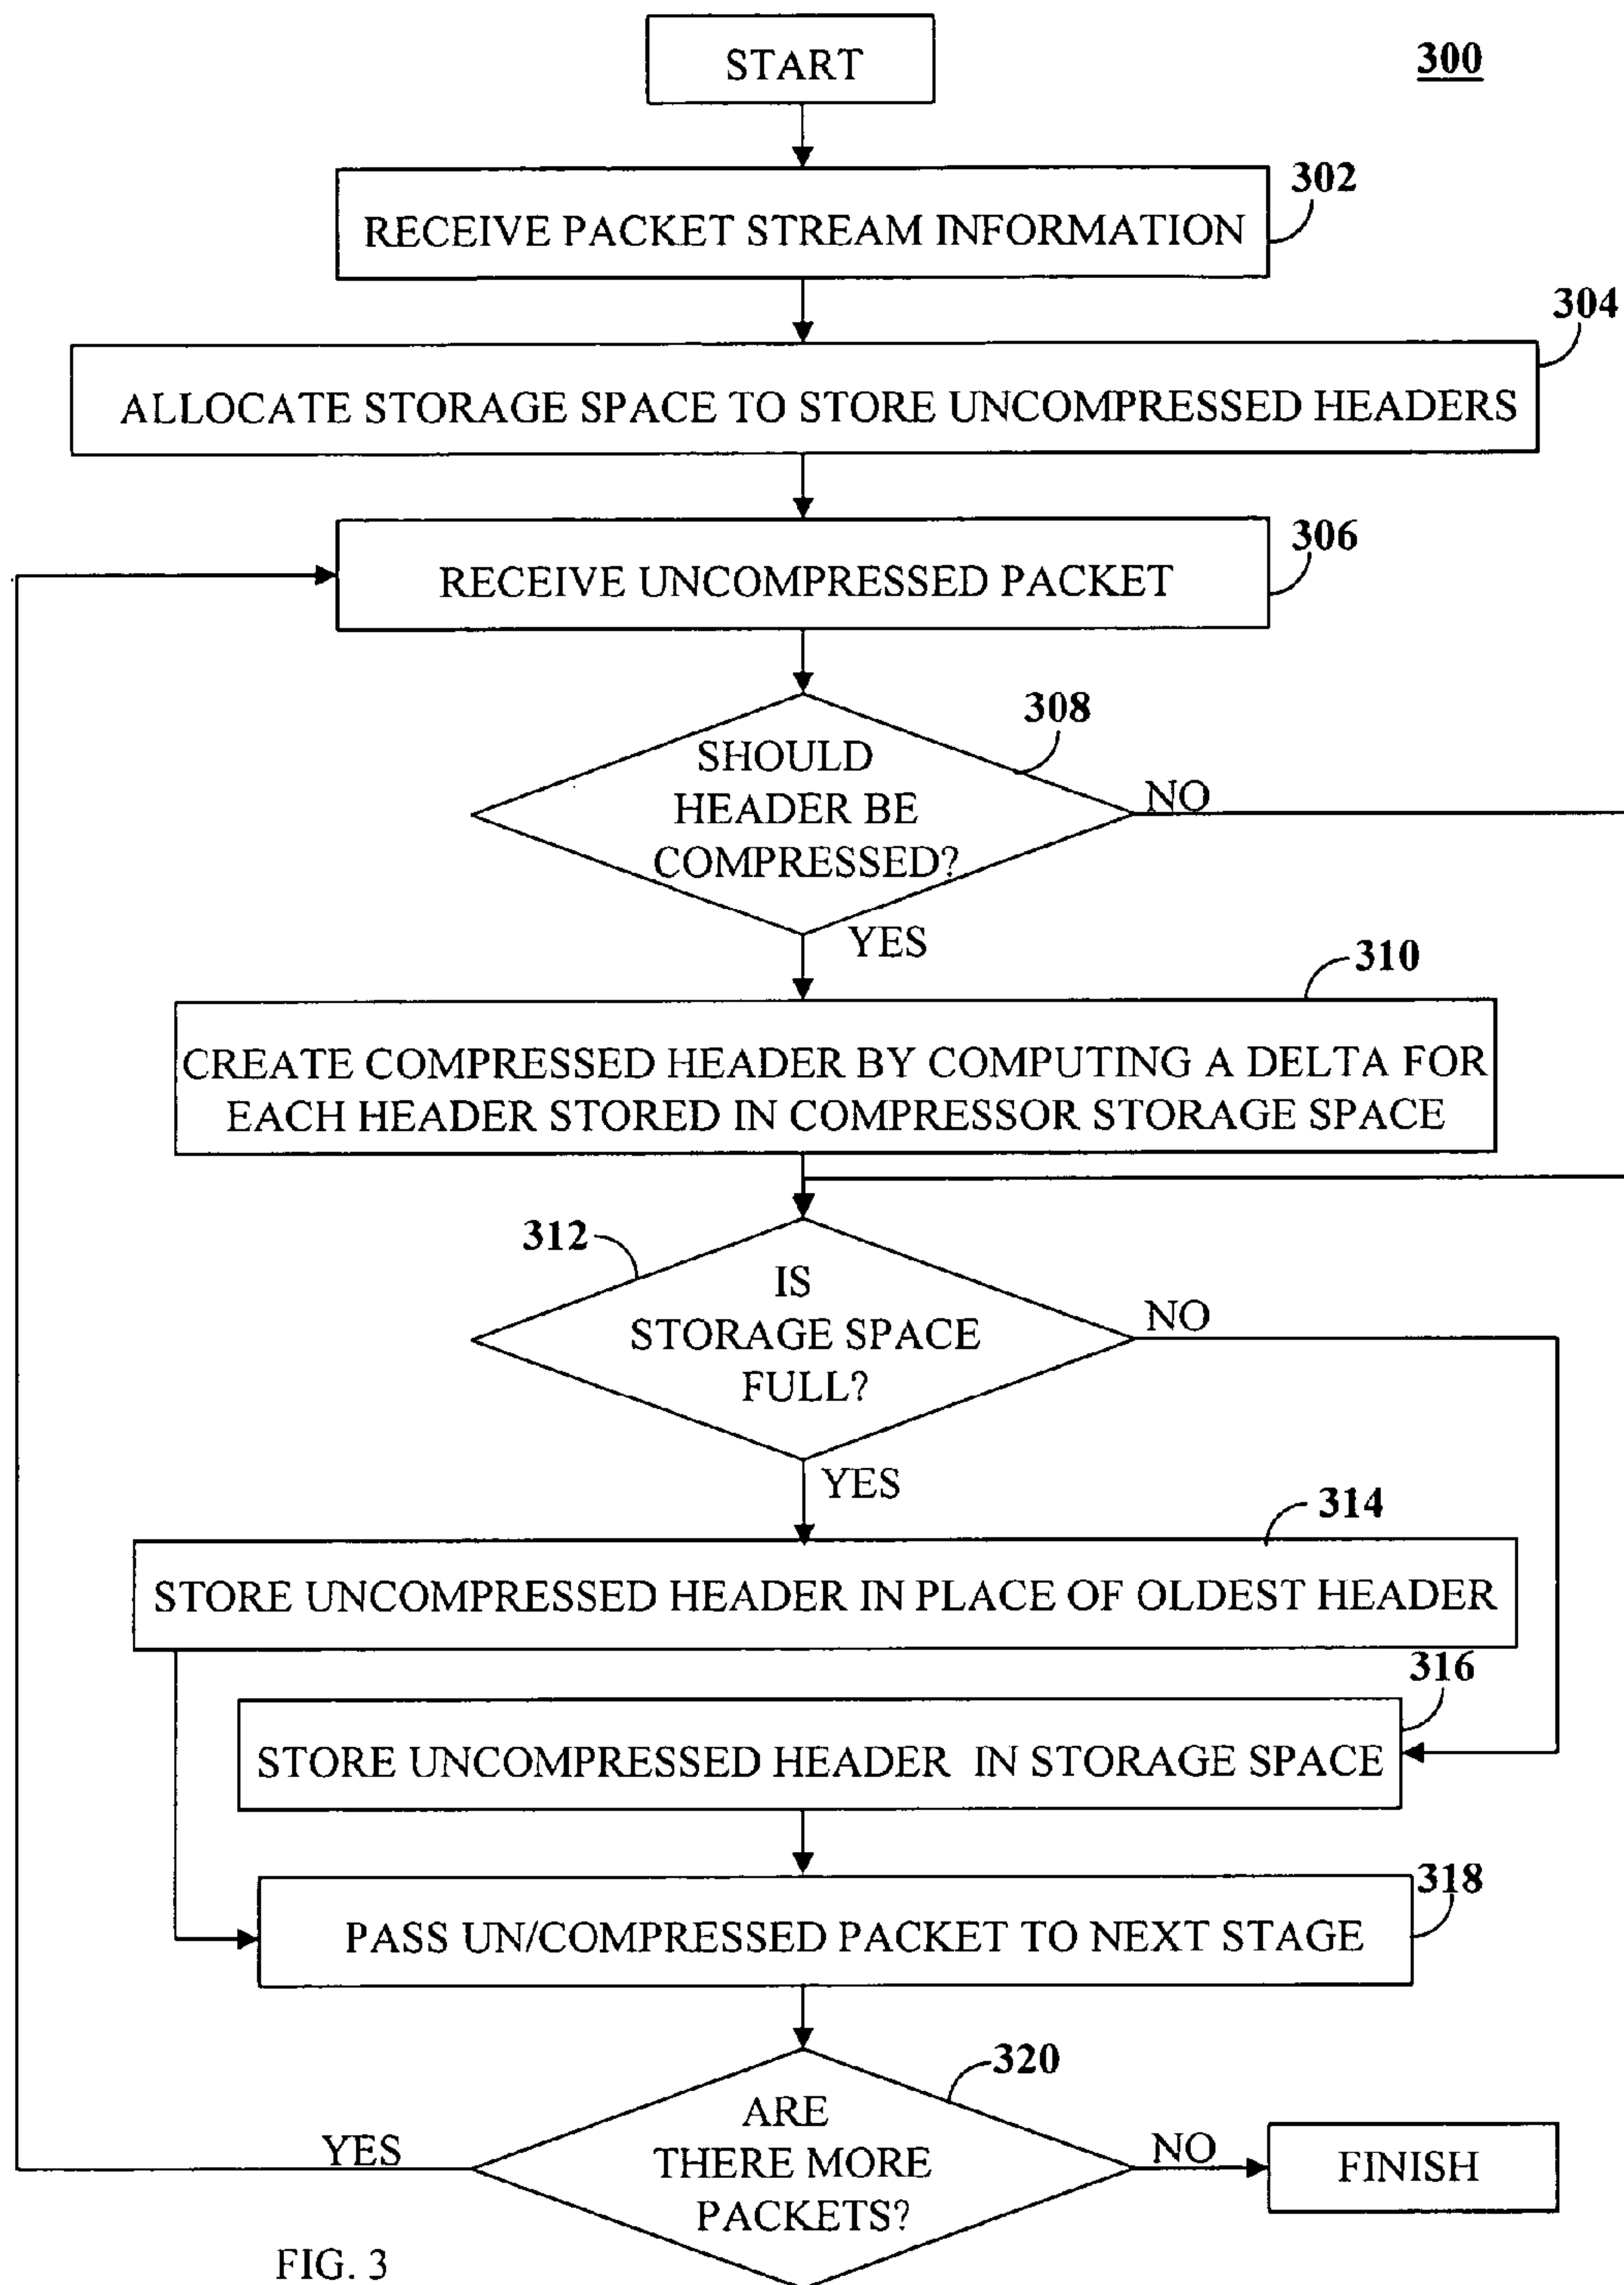 START
300
302
RECEIVE PACKET STREAM INFORMATION
304
ALLOCATE STORAGE SPACE TO STORE UNCOMPRESSED HEADERS
306
RECEIVE UNCOMPRESSED PACKET
308
SHOULD
HEADER BE
COMPRESSED?
NO
YES
310
CREATE COMPRESSED HEADER BY COMPUTING A DELTA FOR
EACH HEADER STORED IN COMPRESSOR STORAGE SPACE
312
IS
STORAGE SPACE
FULL?
NO
YES
314
STORE UNCOMPRESSED HEADER IN PLACE OF OLDEST HEADER
316
STORE UNCOMPRESSED HEADER IN STORAGE SPACE
318
PASS UN/COMPRESSED PACKET TO NEXT STAGE
320
ARE
THERE MORE
PACKETS?
YES
NO
FINISH
FIG. 3